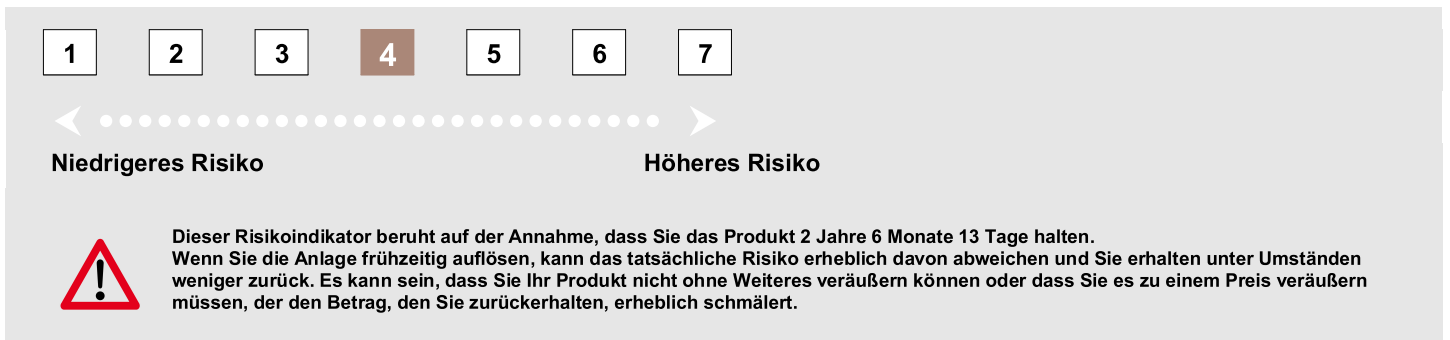 1 2 3 4 5 6 7
Niedrigeres Risiko Höheres Risiko
Dieser Risikoindikator beruht auf der Annahme, dass Sie das Produkt 2 Jahre 6 Monate 13 Tage halten.
Wenn Sie die Anlage frühzeitig auflösen, kann das tatsächliche Risiko erheblich davon abweichen und Sie erhalten unter Umständen
weniger zurück. Es kann sein, dass Sie Ihr Produkt nicht ohne Weiteres veräußern können oder dass Sie es zu einem Preis veräußern
müssen, der den Betrag, den Sie zurückerhalten, erheblich schmälert.